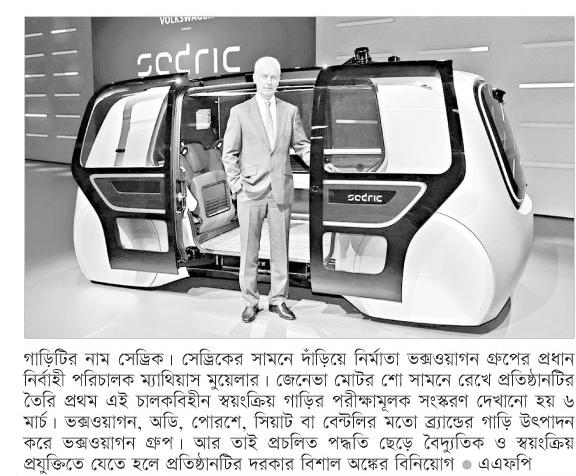 VOLKSWAGEN
sedric
sedric
গাড়িটির নাম সেড্রিক। সেড্রিকের সামনে দাঁড়িয়ে নির্মাতা ভক্সওয়াগন গ্রুপের প্রধান
নির্বাহী পরিচালক ম্যাথিয়াস মুয়েলার। জেনেভা মোটর শো সামনে রেখে প্রতিষ্ঠানটির
তৈরি প্রথম এই চালকবিহীন স্বয়ংক্রিয় গাড়ির পরীক্ষামূলক সংস্করণ দেখানো হয় ৬
মার্চ। ভক্সওয়াগন, অডি, পোরশে, সিয়াট বা বেন্টলির মতো ব্র্যান্ডের গাড়ি উৎপাদন
করে ভক্সওয়াগন গ্রুপ। আর তাই প্রচলিত পদ্ধতি ছেড়ে বৈদ্যুতিক ও স্বয়ংক্রিয়
প্রযুক্তিতে যেতে হলে প্রতিষ্ঠানটির দরকার বিশাল অঙ্কের বিনিয়োগ ● এএফপি